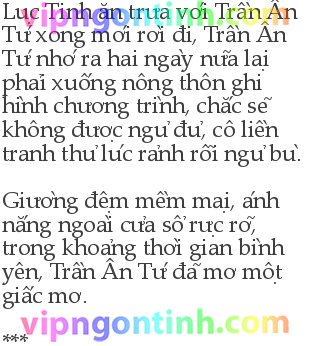 Lục Tinh ăn trưa với Trần Ân
Tứ xong mới rời đi, Trần Ân
Tứ nhớ ra hai ngày nữa lại
phải xuống nông thôn ghi
hình chương trình, chắc sẽ
không được ngủ đủ, cô liền
tranh thủ lúc rảnh rỗi ngủ bù.

Giường đệm mềm mại, ánh
nắng ngoài cửa sổ rực rỡ,
trong khoảng thời gian bình
yên, Trần Ân Tứ đã mơ một
giấc mơ.
vipngontinh.com
***
vipngontinh.com